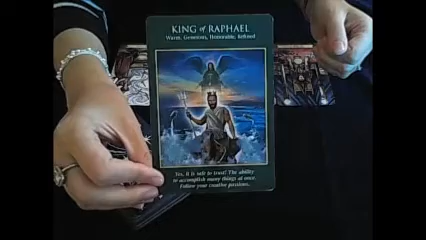 KING of RAPHAEL
Warm, Generous, Honorable, Refined
Yes, it is safe to trust! The ability
to accomplish many things at once.
Follow your creative passions.